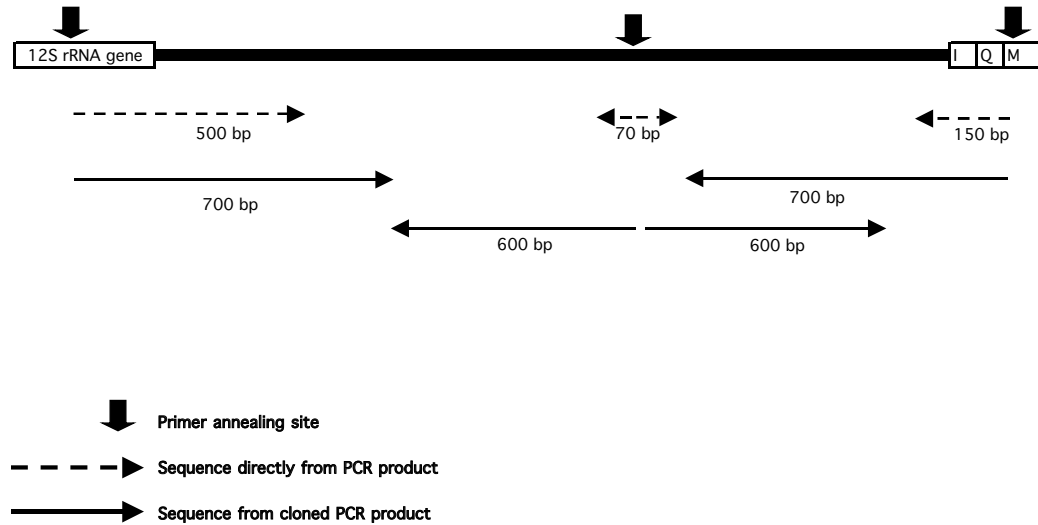 12S rRNA gene
I Q M
500 bp
70 bp
150 bp
700 bp
700 bp
600 bp
600 bp
Primer annealing site
Sequence directly from PCR product
Sequence from cloned PCR product